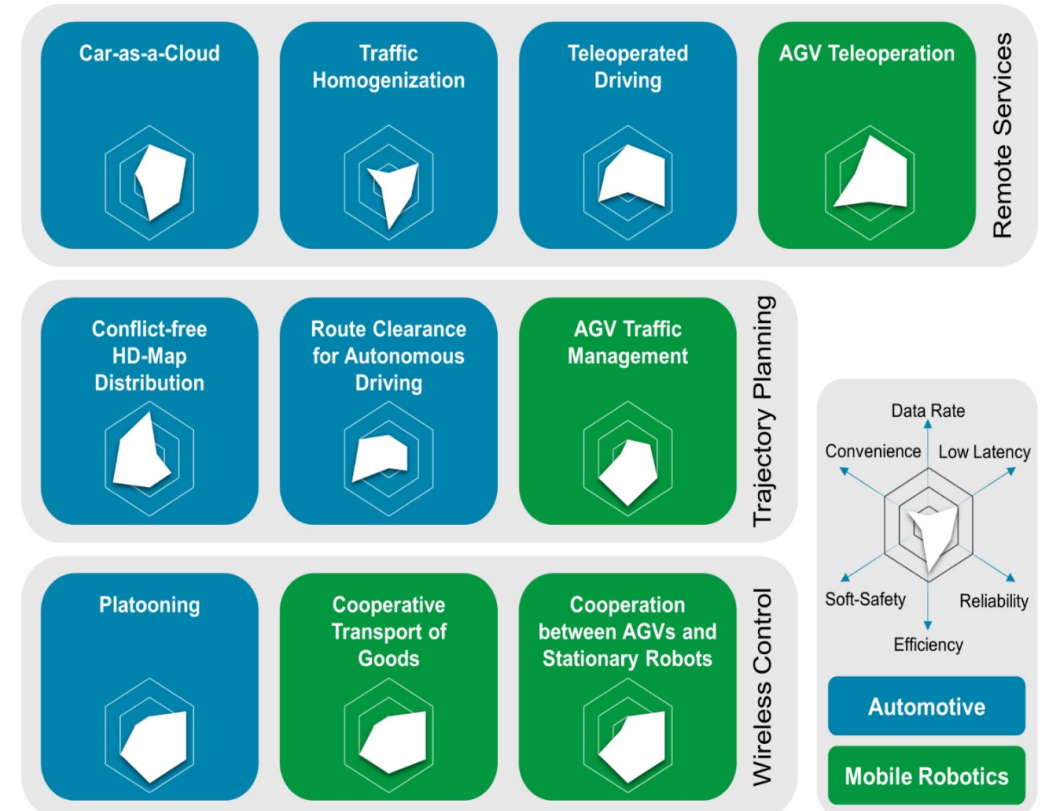 Car-as-a-Cloud
Traffic
Homogenization
Teleoperated
Driving
AGV Teleoperation
Remote Services
Conflict-free
HD-Map
Distribution
Route Clearance
for Autonomous
Driving
AGV Traffic
Management
Trajectory Planning
Platooning
Cooperative
Transport of
Goods
Cooperation
between AGVs and
Stationary Robots
Wireless Control
Data Rate
Convenience
Low Latency
Soft-Safety
Reliability
Efficiency
Automotive
Mobile Robotics